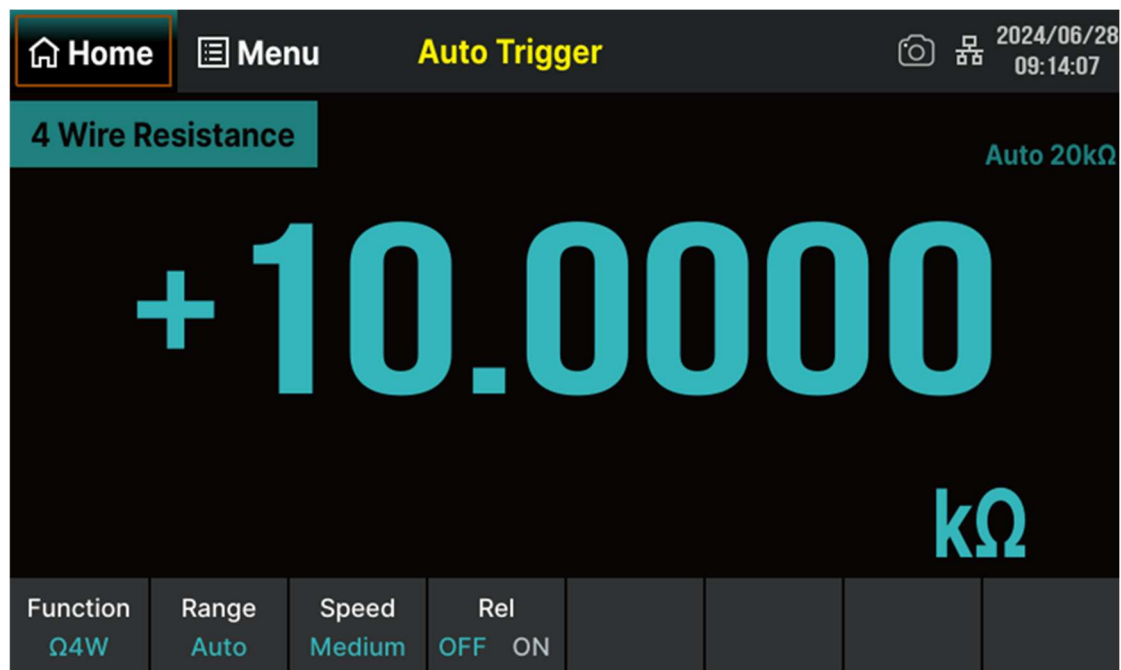 Home Menu Auto Trigger 2024/06/28
09:14:07
4 Wire Resistance
Auto 20kΩ
+10.0000
kΩ
Function Range Speed Rel
Ω4W Auto Medium OFF ON